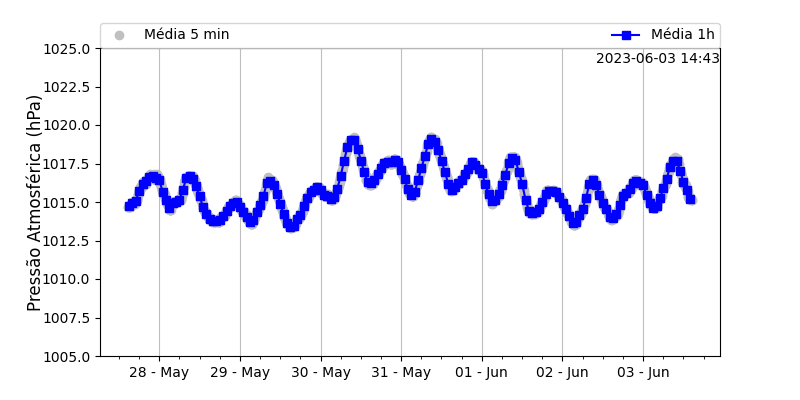 Média 5 min
Média 1h
2023-06-03 14:43
Pressão Atmosférica (hPa)
1025.0
1022.5
1020.0
1017.5
1015.0
1012.5
1010.0
1007.5
1005.0
28 - May 29 - May 30 - May 31 - May 01 - Jun 02 - Jun 03 - Jun